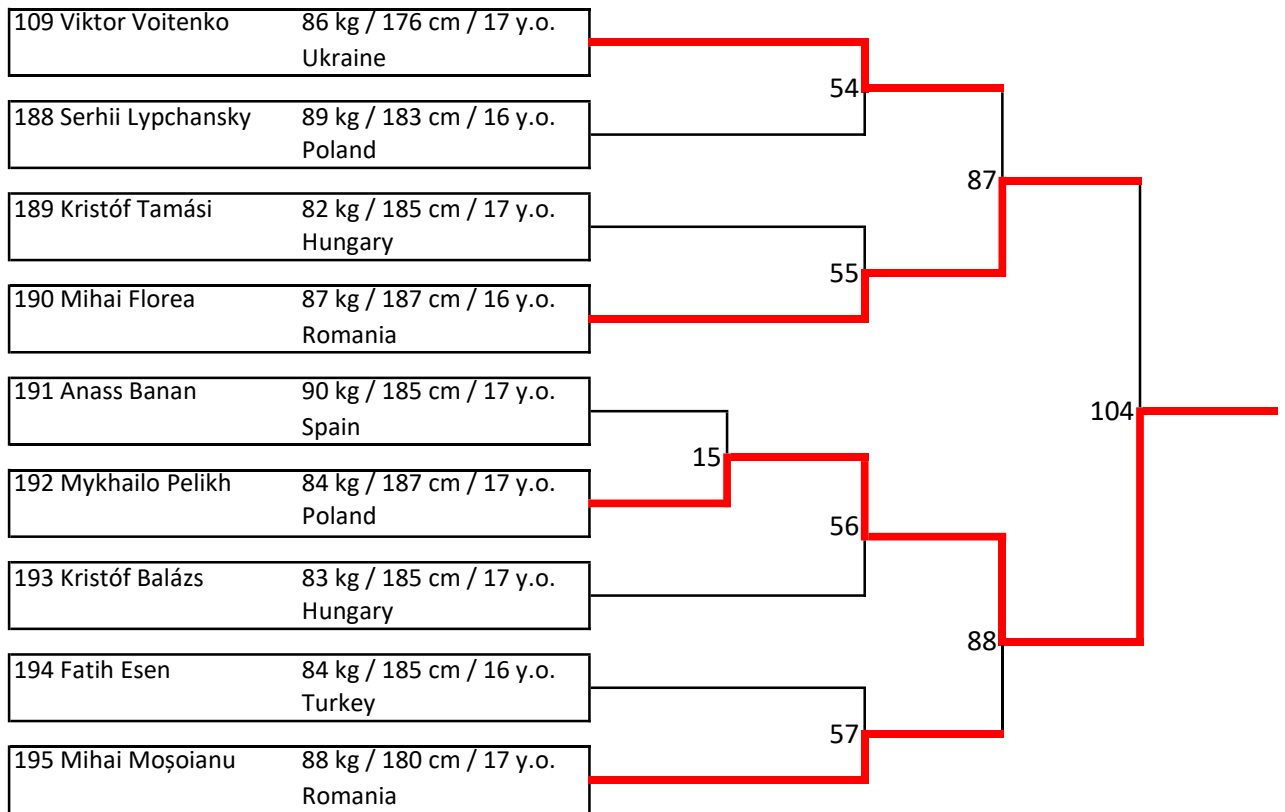 109 Viktor Voitenko 86 kg / 176 cm / 17 y.o.
Ukraine
54
188 Serhii Lypchansky 89 kg / 183 cm / 16 y.o.
Poland
87
189 Kristóf Tamási 82 kg / 185 cm / 17 y.o.
Hungary
55
190 Mihai Florea 87 kg / 187 cm / 16 y.o.
Romania
191 Anass Banan 90 kg / 185 cm / 17 y.o.
Spain
104
15
192 Mykhailo Pelikh 84 kg / 187 cm / 17 y.o.
Poland
56
193 Kristóf Balázs 83 kg / 185 cm / 17 y.o.
Hungary
88
194 Fatih Esen 84 kg / 185 cm / 16 y.o.
Turkey
57
195 Mihai Moșoianu 88 kg / 180 cm / 17 y.o.
Romania